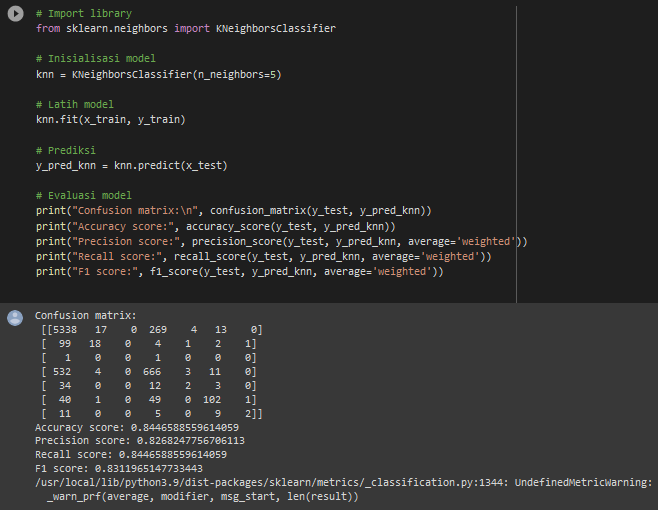 # Import library
from sklearn.neighbors import KNeighborsClassifier
# Inisialisasi model
knn = KNeighborsClassifier(n_neighbors=5)
# Latih model
knn.fit(x_train, y_train)
# Prediksi
y_pred_knn = knn.predict(x_test)
# Evaluasi model
print("Confusion matrix:\n", confusion_matrix(y_test, y_pred_knn))
print("Accuracy score:", accuracy_score(y_test, y_pred_knn))
print("Precision score:", precision_score(y_test, y_pred_knn, average='weighted'))
print("Recall score:", recall_score(y_test, y_pred_knn, average='weighted'))
print("F1 score:", f1_score(y_test, y_pred_knn, average='weighted'))
Confusion matrix:
[[5338 17 0 269 4 13 0]
[ 99 18 0 4 1 2 1]
[ 1 0 0 1 0 0 0]
[ 532 4 0 666 3 11 0]
[ 34 0 0 12 2 3 0]
[ 40 1 0 49 0 102 1]
[ 11 0 0 5 0 9 2]]
Accuracy score: 0.8446588559614059
Precision score: 0.8268247756706113
Recall score: 0.8446588559614059
F1 score: 0.8311965147733443
/usr/local/lib/python3.9/dist-packages/sklearn/metrics/_classification.py:1344: UndefinedMetricWarning:
_warn_prf(average, modifier, msg_start, len(result))